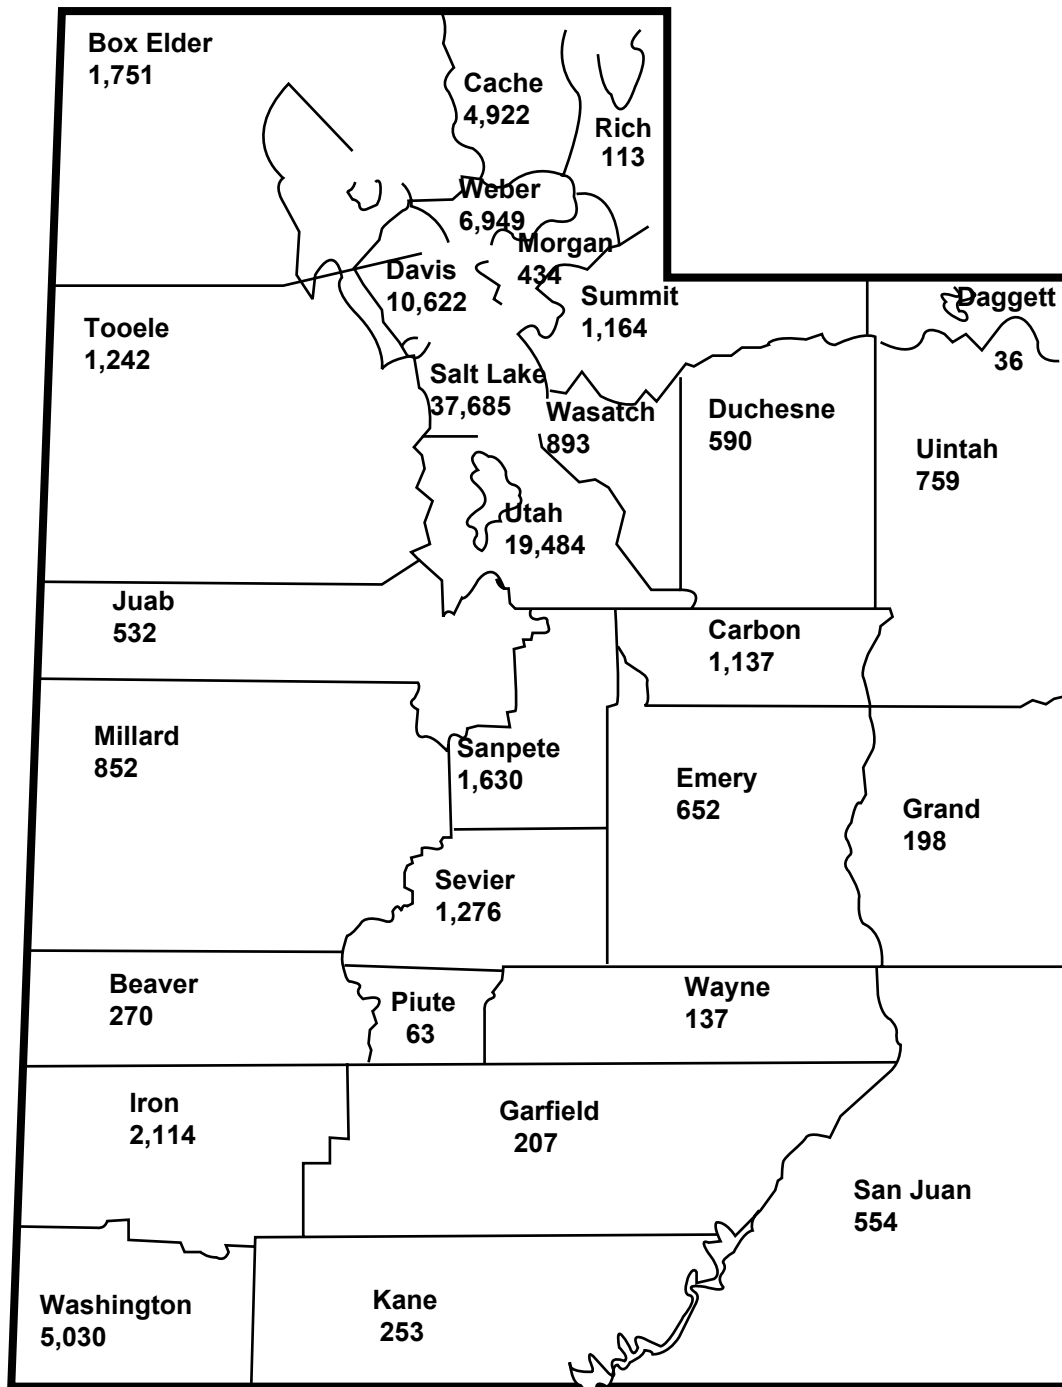 Box Elder
1,751
Cache
4,922
Rich
113
Weber
6,949
Morgan
434
Davis
10,622
Summit
1,164
Daggett
36
Tooele
1,242
Salt Lake
37,685
Wasatch
893
Duchesne
590
Uintah
759
Utah
19,484
Juab
532
Carbon
1,137
Millard
852
Sanpete
1,630
Emery
652
Grand
198
Sevier
1,276
Beaver
270
Piute
63
Wayne
137
Iron
2,114
Garfield
207
San Juan
554
Washington
5,030
Kane
253